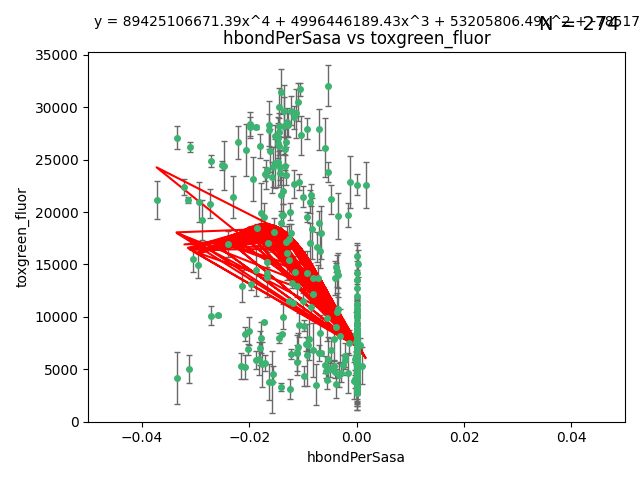 y = 89425106671.39x^4 + 4996446189.43x^3 + 53205806.49x^2 +
N = 274
hbondPerSasa vs toxgreen_fluor
35000
30000
25000
20000
15000
10000
5000
0
toxgreen_fluor
−0.04
−0.02
0.00
0.02
0.04
hbondPerSasa